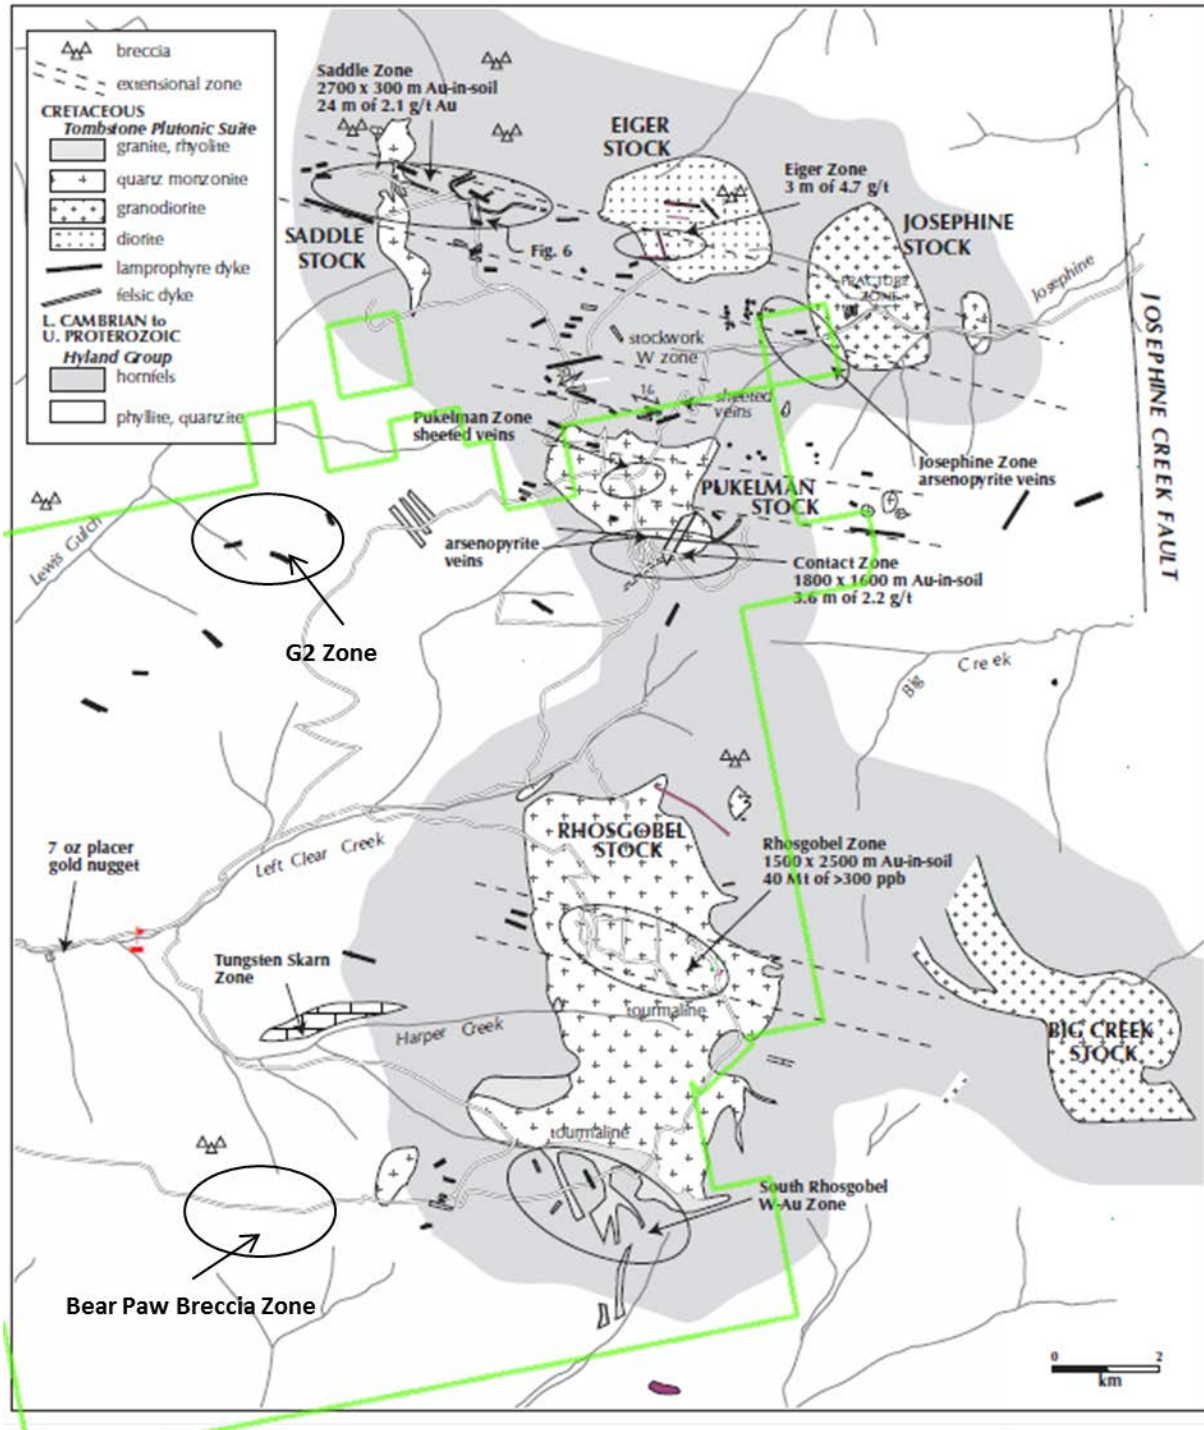 breccia
extensional zone
CRETACEOUS
Tombstone Plutonic Suite
granite, rhyolite
quartz monzonite
granodiorite
diorite
lamprophyre dyke
felsic dyke
L. CAMBRIAN to
U. PROTEROZOIC
Hyland Group
hornfels
phyllite, quartzite
Saddle Zone
2700 x 300 m Au-in-soil
24 m of 2.1 g/t Au
EIGER
STOCK
Eiger Zone
3 m of 4.7 g/t
JOSEPHINE
STOCK
SADDLE
STOCK
Fig. 6
FRACTURE
ZONE
Josephine
JOSEPHINE CREEK FAULT
stockwork
W zone
16
sheeted
veins
Pukelman Zone
sheeted veins
PUKELMAN
STOCK
Josephine Zone
arsenopyrite veins
Lewis Gulch
arsenopyrite
veins
Contact Zone
1800 x 1600 m Au-in-soil
3.6 m of 2.2 g/t
G2 Zone
Big Creek
RHOSGOBEL
STOCK
Rhosgobel Zone
1500 x 2500 m Au-in-soil
40 Mt of >300 ppb
7 oz placer
gold nugget
Left Clear Creek
Tungsten Skarn
Zone
Harper Creek
tourmaline
BIG CREEK
STOCK
tourmaline
South Rhosgobel
W-Au Zone
Bear Paw Breccia Zone
0 2
km